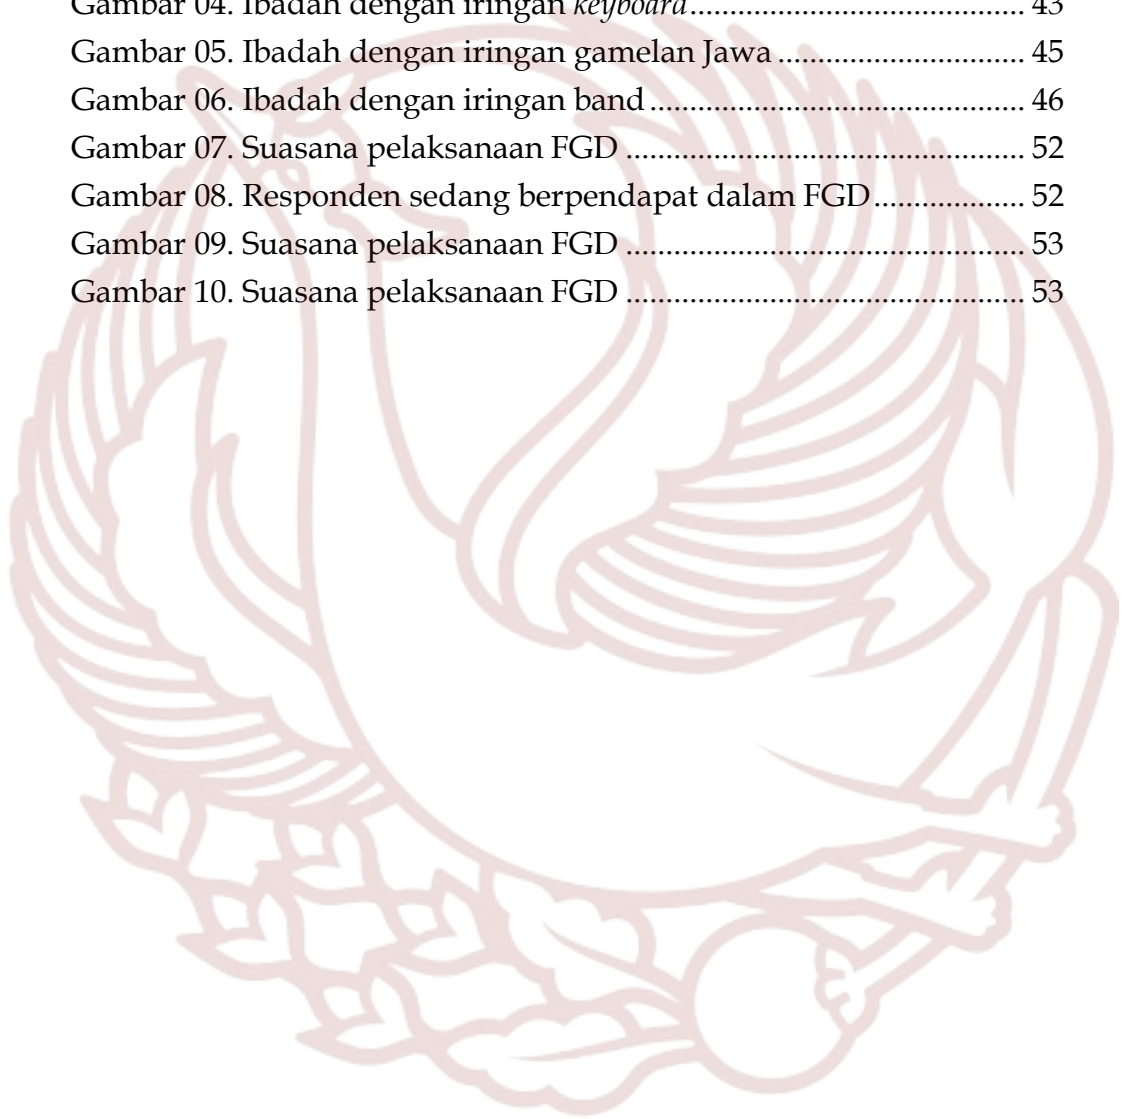 Gambar 04. Ibadah dengan iringan keyboard....................................... 43
Gambar 05. Ibadah dengan iringan gamelan Jawa ............................ 45
Gambar 06. Ibadah dengan iringan band ............................................ 46
Gambar 07. Suasana pelaksanaan FGD ............................................... 52
Gambar 08. Responden sedang berpendapat dalam FGD.................. 52
Gambar 09. Suasana pelaksanaan FGD ............................................... 53
Gambar 10. Suasana pelaksanaan FGD ............................................... 53